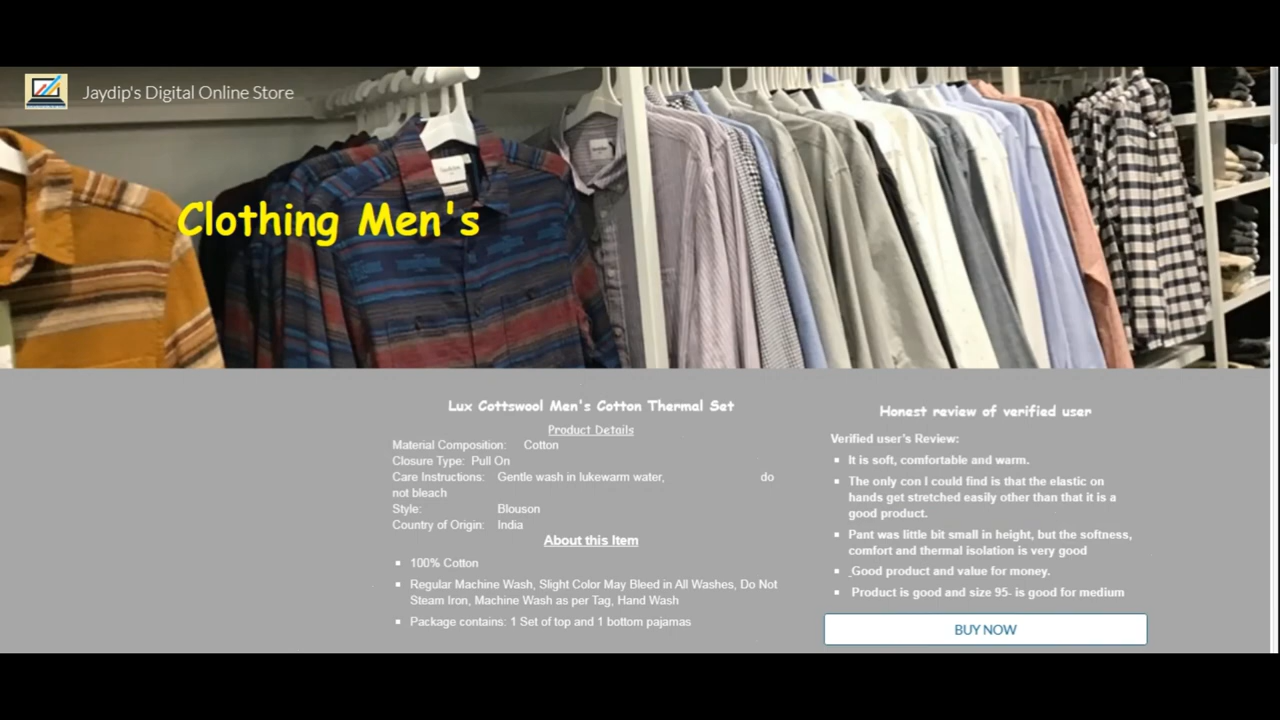 Jaydip's Digital Online Store
Clothing Men's
Lux Cottswool Men's Cotton Thermal Set
Product Details
Material Composition: Cotton
Closure Type: Pull On
Care Instructions: Gentle wash in lukewarm water, do
not bleach
Style: Blouson
Country of Origin: India
About this Item
100% Cotton
Regular Machine Wash, Slight Color May Bleed in All Washes, Do Not
Steam Iron, Machine Wash as per Tag, Hand Wash
Package contains: 1 Set of top and 1 bottom pajamas
Honest review of verified user
Verified user's Review:
It is soft, comfortable and warm.
The only con I could find is that the elastic on
hands get stretched easily other than that it is a
good product.
Pant was little bit small in height, but the softness,
comfort and thermal isolation is very good
Good product and value for money.
Product is good and size 95- is good for medium
BUY NOW